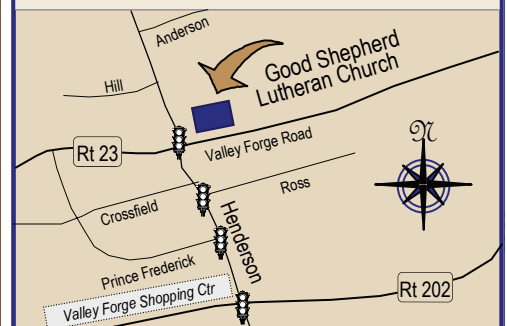 Anderson
Hill
Good Shepherd
Lutheran Church
N
Rt 23
Valley Forge Road
Ross
Crossfield
Henderson
Prince Frederick
Valley Forge Shopping Ctr
Rt 202